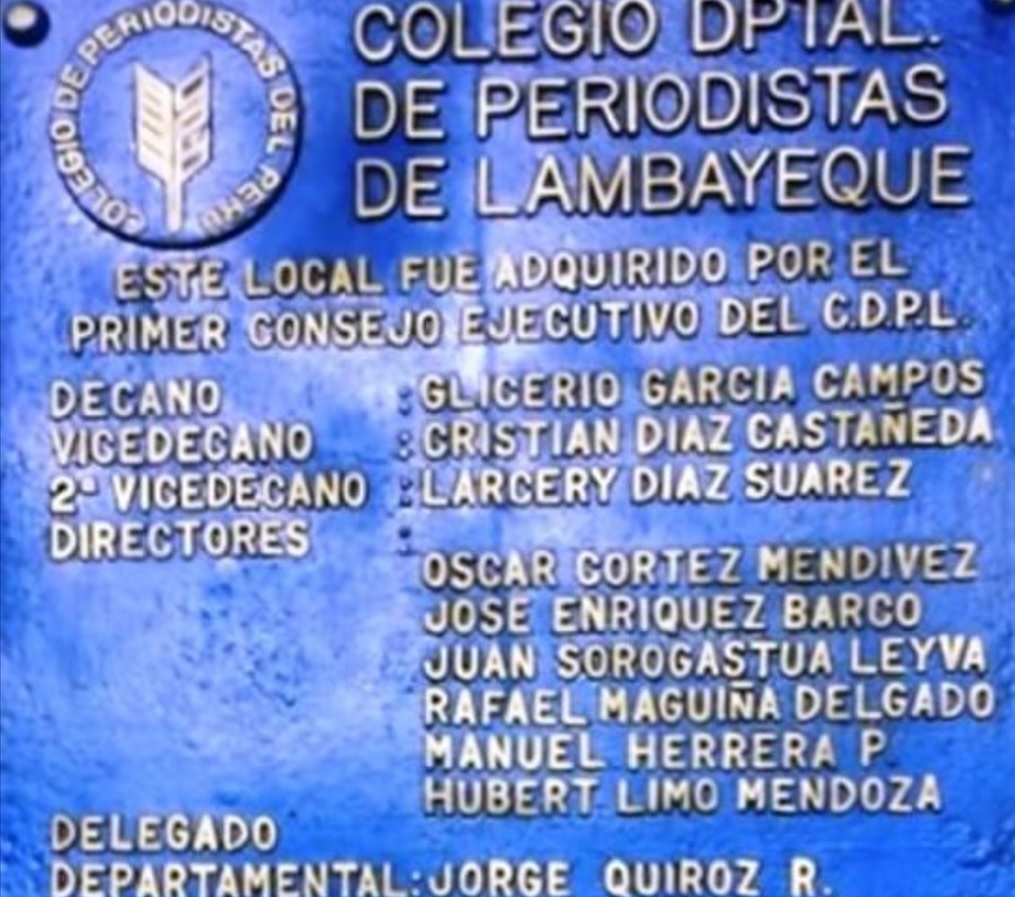 COLEGIO DE PERIODISTAS DEL PERU
COLEGIO DPTAL.
DE PERIODISTAS
DE LAMBAYEQUE
ESTE LOCAL FUE ADQUIRIDO POR EL
PRIMER CONSEJO EJECUTIVO DEL C.D.P.L.
DECANO : GLICERIO GARCIA CAMPOS
VICEDECANO : CRISTIAN DIAZ CASTAÑEDA
2ª VICEDECANO : LARCERY DIAZ SUAREZ
DIRECTORES :
OSCAR CORTEZ MENDIVEZ
JOSE ENRIQUEZ BARCO
JUAN SOROGASTUA LEYVA
RAFAEL MAGUIÑA DELGADO
MANUEL HERRERA P
HUBERT LIMO MENDOZA
DELEGADO
DEPARTAMENTAL: JORGE QUIROZ R.